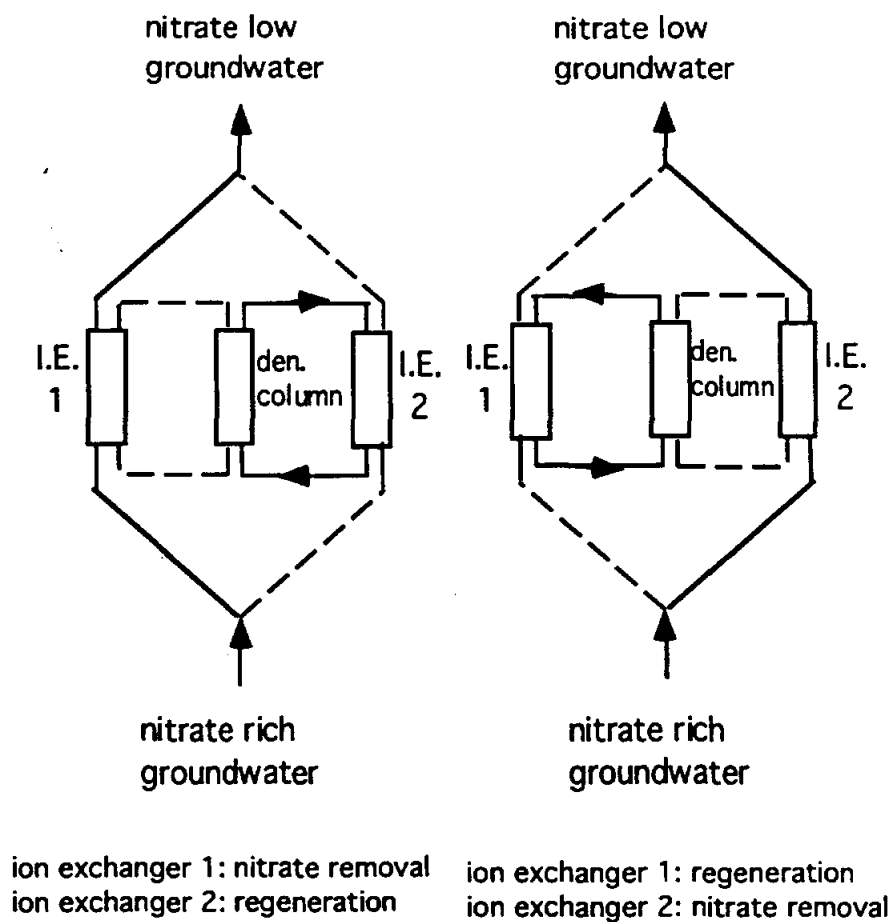 nitrate low
groundwater
I.E.
1
den.
column
I.E.
2
nitrate rich
groundwater
ion exchanger 1: nitrate removal
ion exchanger 2: regeneration
nitrate low
groundwater
I.E.
1
den.
column
I.E.
2
nitrate rich
groundwater
ion exchanger 1: regeneration
ion exchanger 2: nitrate removal